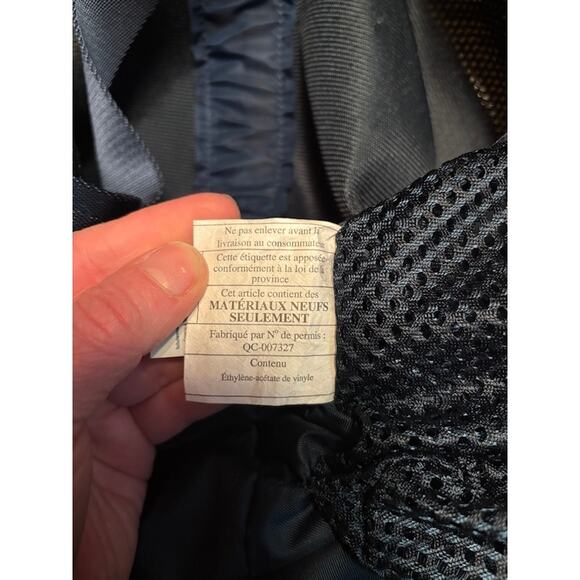 Ne pas enlever avant la
livraison au consommateur
Cette étiquette est apposée
conformément à la loi de la
province
Cet article contient des
MATÉRIAUX NEUFS
SEULEMENT
Fabriqué par Nº de permis :
QC-007327
Contenu
Éthylène-acétate de vinyle